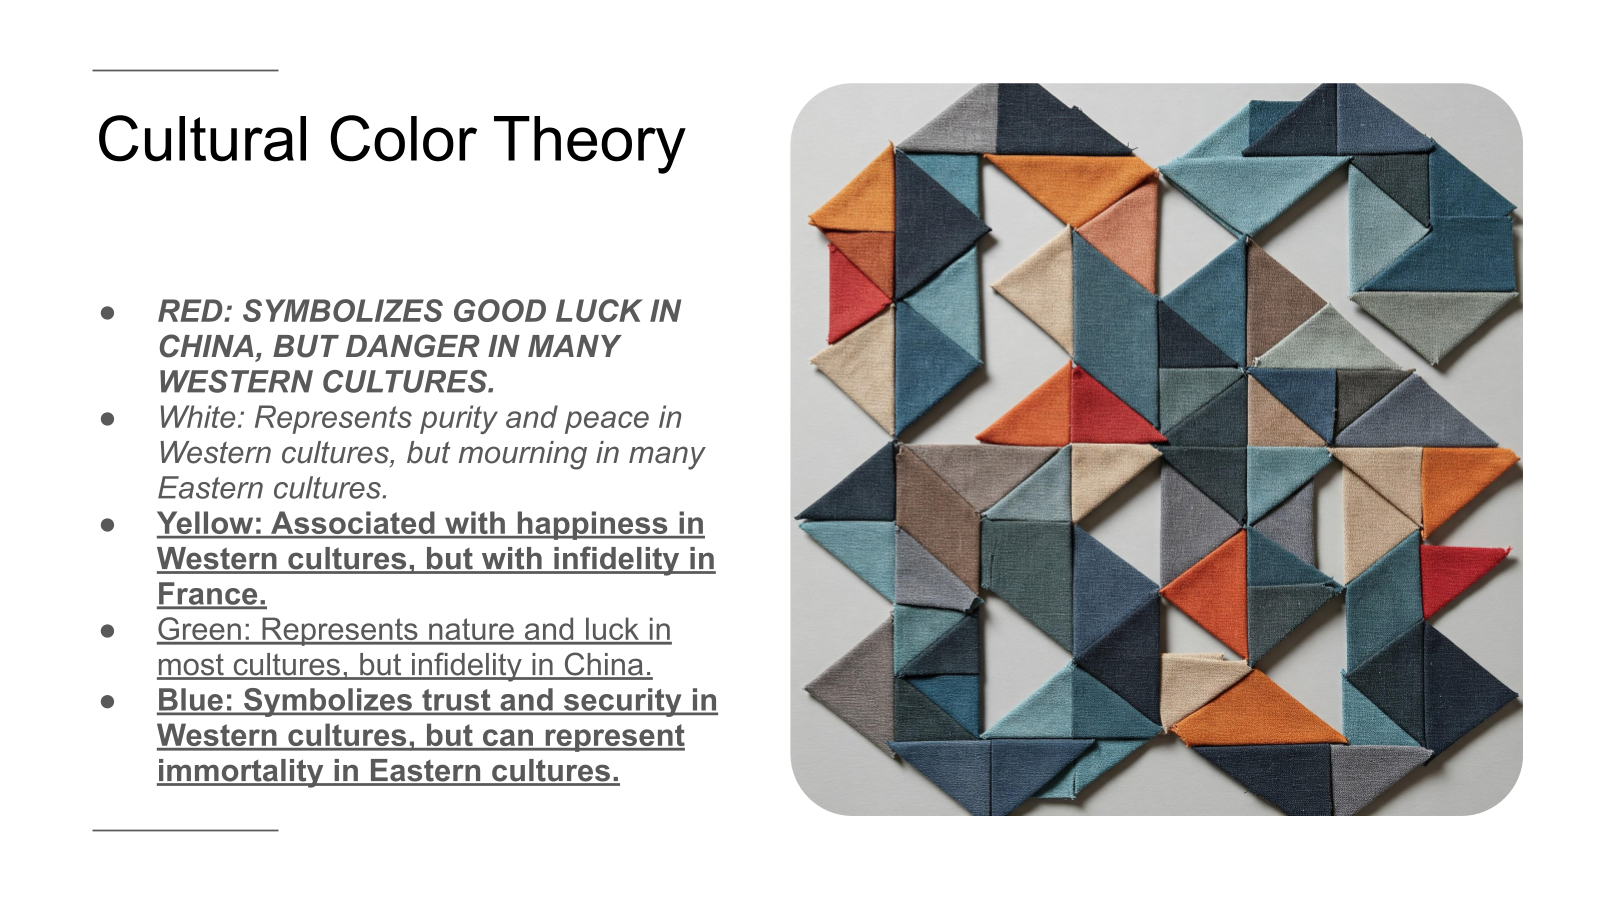 Cultural Color Theory
● RED: SYMBOLIZES GOOD LUCK IN
CHINA, BUT DANGER IN MANY
WESTERN CULTURES.
● White: Represents purity and peace in
Western cultures, but mourning in many
Eastern cultures.
● Yellow: Associated with happiness in
Western cultures, but with infidelity in
France.
● Green: Represents nature and luck in
most cultures, but infidelity in China.
● Blue: Symbolizes trust and security in
Western cultures, but can represent
immortality in Eastern cultures.